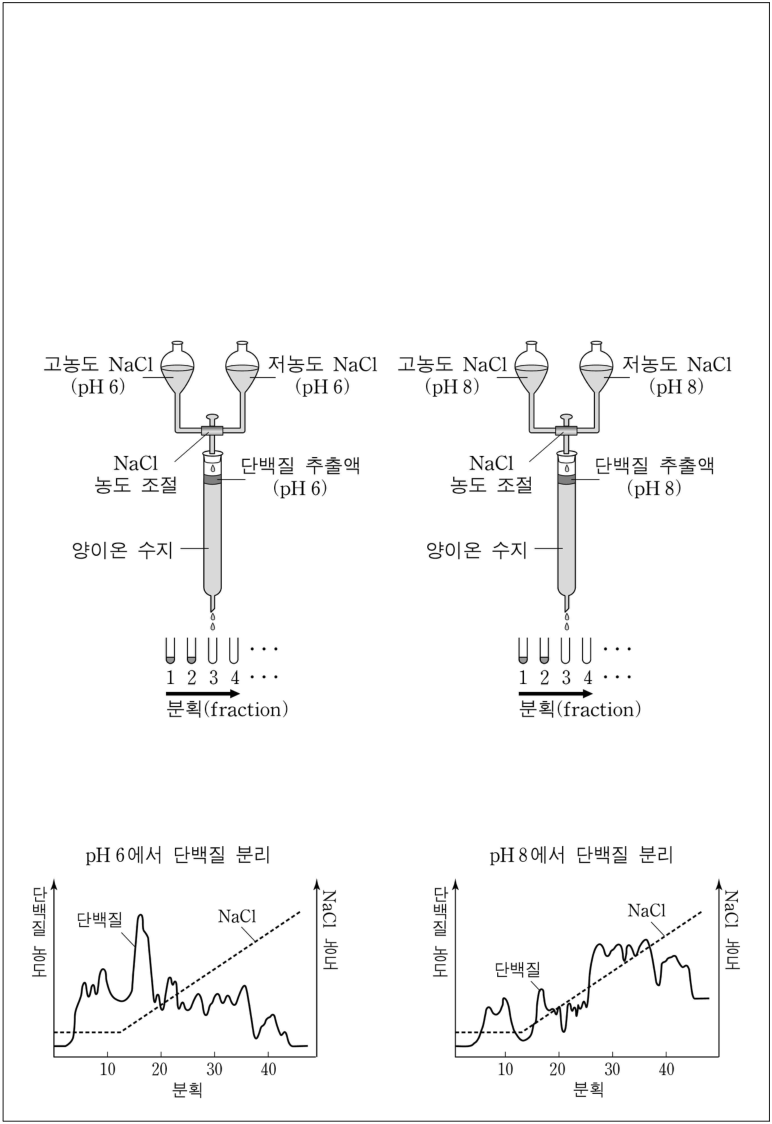 고농도 NaCl 저농도 NaCl 고농도 NaCl 저농도 NaCl
(pH 6) (pH 6) (pH 8) (pH 8)
NaCl 단백질 추출액 NaCl 단백질 추출액
농도 조절 (pH 6) 농도 조절 (pH 8)
양이온 수지 양이온 수지
1 2 3 4 ··· 1 2 3 4 ···
분획(fraction) 분획(fraction)
pH 6에서 단백질 분리 pH 8에서 단백질 분리
단백질 농도
단백질
NaCl
NaCl 농도
10 20 30 40
분획
단백질 농도
단백질
NaCl
NaCl 농도
10 20 30 40
분획